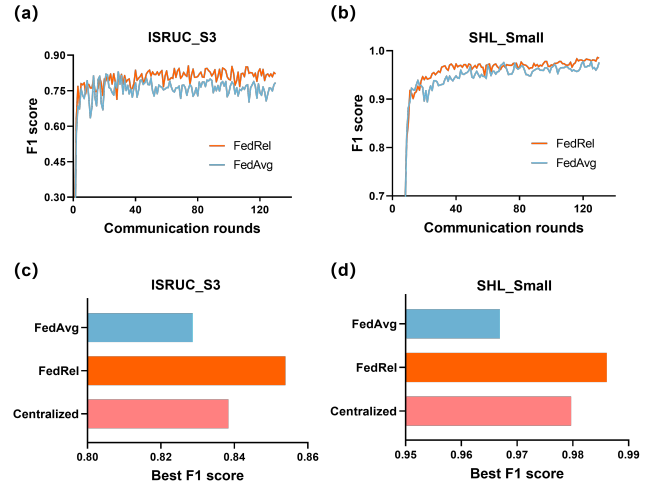 (a)
ISRUC_S3
F1 score
0.90
0.75
0.60
0.45
0.30
FedRel
FedAvg
0
40
80
120
Communication rounds
(b)
SHL_Small
F1 score
1.0
0.9
0.8
0.7
FedRel
FedAvg
0
40
80
120
Communication rounds
(c)
ISRUC_S3
FedAvg
FedRel
Centralized
0.80
0.82
0.84
0.86
Best F1 score
(d)
SHL_Small
FedAvg
FedRel
Centralized
0.95
0.96
0.97
0.98
0.99
Best F1 score